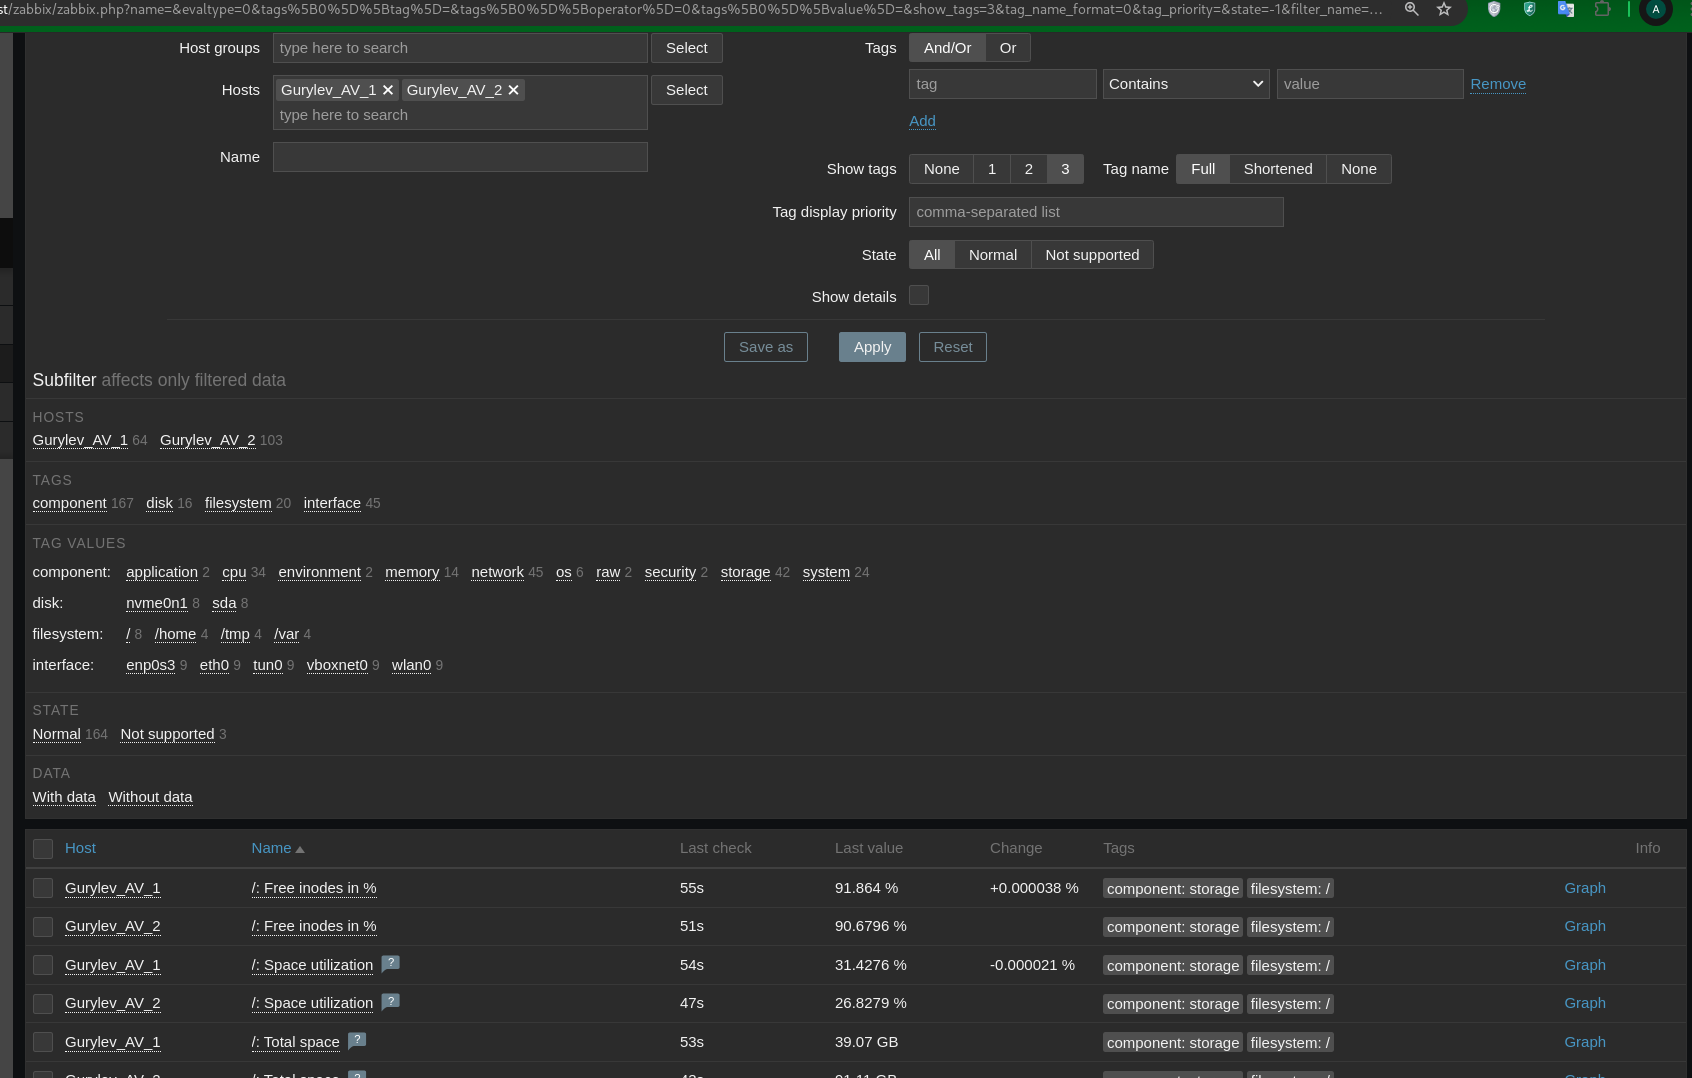 st/zabbix/zabbix.php?name=&evaltype=0&tags%5B0%5D%5Btag%5D=&tags%5B0%5D%5Boperator%5D=0&tags%5B0%5D%5Bvalue%5D=&show_tags=3&tag_name_format=0&tag_priority=&state=-1&filter_name=... A
Host groups type here to search Select
Hosts Gurylev_AV_1 Gurylev_AV_2 Select
type here to search
Name
Tags And/Or Or
tag Contains value Remove
Add
Show tags None 1 2 3 Tag name Full Shortened None
Tag display priority comma-separated list
State All Normal Not supported
Show details
Save as Apply Reset
Subfilter affects only filtered data
HOSTS
Gurylev_AV_1 64 Gurylev_AV_2 103
TAGS
component 167 disk 16 filesystem 20 interface 45
TAG VALUES
component: application 2 cpu 34 environment 2 memory 14 network 45 os 6 raw 2 security 2 storage 42 system 24
disk: nvme0n1 8 sda 8
filesystem: / 8 /home 4 /tmp 4 /var 4
interface: enp0s3 9 eth0 9 tun0 9 vboxnet0 9 wlan0 9
STATE
Normal 164 Not supported 3
DATA
With data Without data
Host Name Last check Last value Change Tags Info
Gurylev_AV_1 /: Free inodes in % 55s 91.864 % +0.000038 % component: storage filesystem: / Graph
Gurylev_AV_2 /: Free inodes in % 51s 90.6796 % component: storage filesystem: / Graph
Gurylev_AV_1 /: Space utilization ? 54s 31.4276 % -0.000021 % component: storage filesystem: / Graph
Gurylev_AV_2 /: Space utilization ? 47s 26.8279 % component: storage filesystem: / Graph
Gurylev_AV_1 /: Total space ? 53s 39.07 GB component: storage filesystem: / Graph